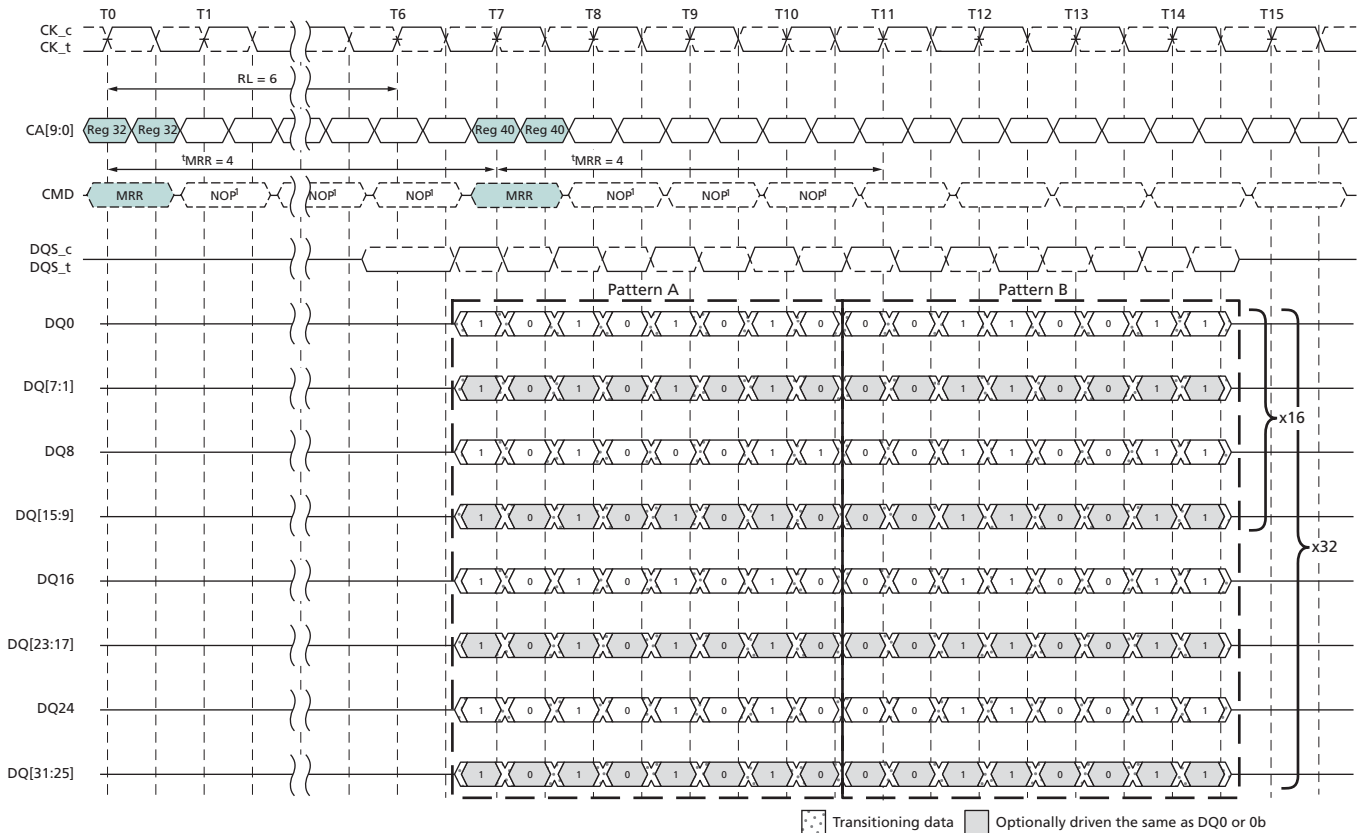 T0 T1 T6 T7 T8 T9 T10 T11 T12 T13 T14 T15
CK_c
CK_t
RL = 6
CA[9:0] Reg 32 Reg 32 Reg 40 Reg 40
tMRR = 4 tMRR = 4
CMD MRR NOP1 NOP1 NOP1 MRR NOP1 NOP1 NOP1
DQS_c
DQS_t
Pattern A Pattern B
DQ0 1 0 1 0 1 0 1 0 0 0 1 1 0 0 1 1
DQ[7:1] 1 0 1 0 1 0 1 0 0 0 1 1 0 0 1 1
x16
DQ8 1 0 1 0 0 0 1 1 0 0 1 1 0 0 1 1
DQ[15:9] 1 0 1 0 1 0 1 0 0 0 1 1 0 0 1 1
x32
DQ16 1 0 1 0 1 0 1 0 0 0 1 1 0 0 1 1
DQ[23:17] 1 0 1 0 1 0 1 0 0 0 1 1 0 0 1 1
DQ24 1 0 1 0 1 0 1 0 0 0 1 1 0 0 1 1
DQ[31:25] 1 0 1 0 1 0 1 0 0 0 1 1 0 0 1 1
Transitioning data Optionally driven the same as DQ0 or 0b